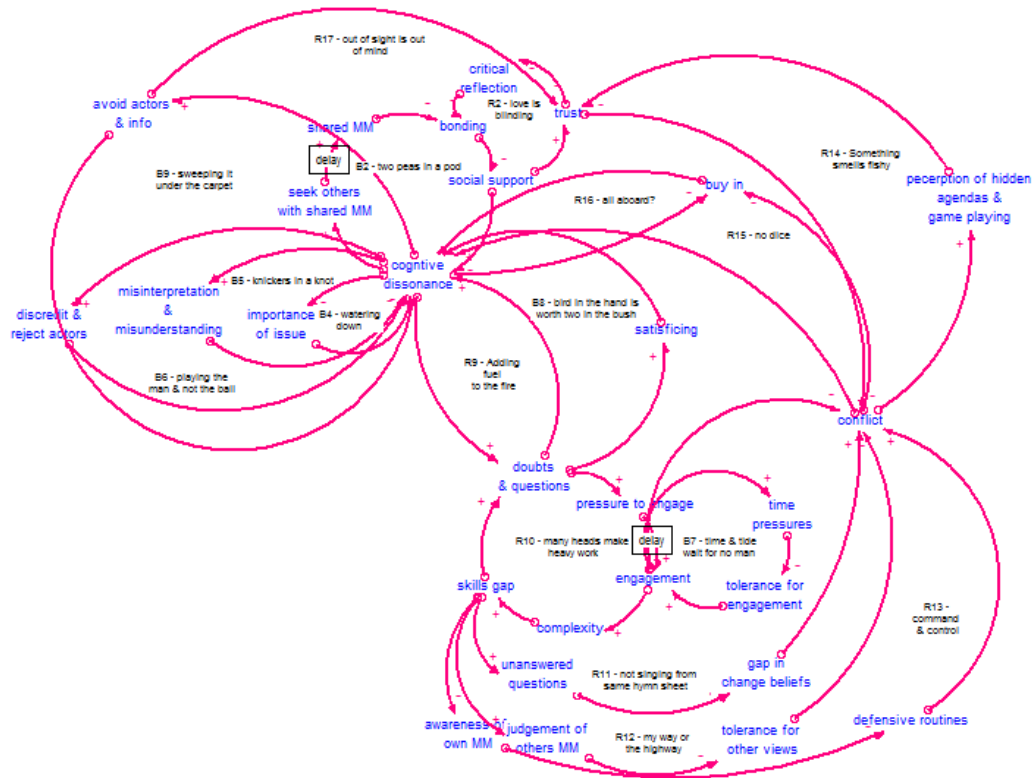 R17 - out of sight is out
of mind
critical
reflection
avoid actors
& info
R2 - love is
blinding
trust
shared MM
bonding
delay
B2 - two peas in a pod
R14 - Something
smells fishy
B9 - sweeping it
under the carpet
social support
buy in
pecerption of hidden
agendas &
game playing
seek others
with shared MM
R16 - all aboard?
R15 - no dice
cogntive
dissonance
B5 - knickers in a knot
misinterpretation
&
misunderstanding
B8 - bird in the hand is
worth two in the bush
discredit &
reject actors
importance
of issue
B4 - watering
down
satisficing
R9 - Adding
fuel
to the fire
B6 - playing the
man & not the ball
conflict
doubts
& questions
pressure to engage
time
pressures
R10 - many heads make
heavy work
delay
B7 - time & tide
wait for no man
skills gap
engagement
tolerance for
engagement
R13 -
command
& control
complexity
unanswered
questions
R11 - not singing from
same hymn sheet
gap in
change beliefs
awareness of
own MM
judgement of
others MM
R12 - my way or
the highway
tolerance for
other views
defensive routines